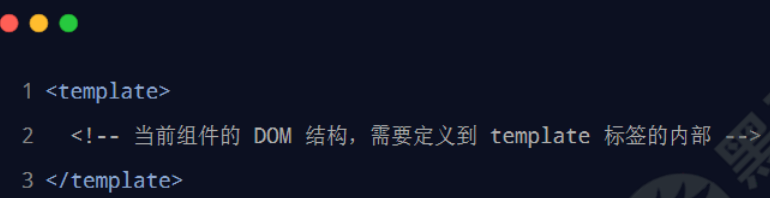 1 <template>
2 <!-- 当前组件的 DOM 结构，需要定义到 template 标签的内部 -->
3 </template>
黑